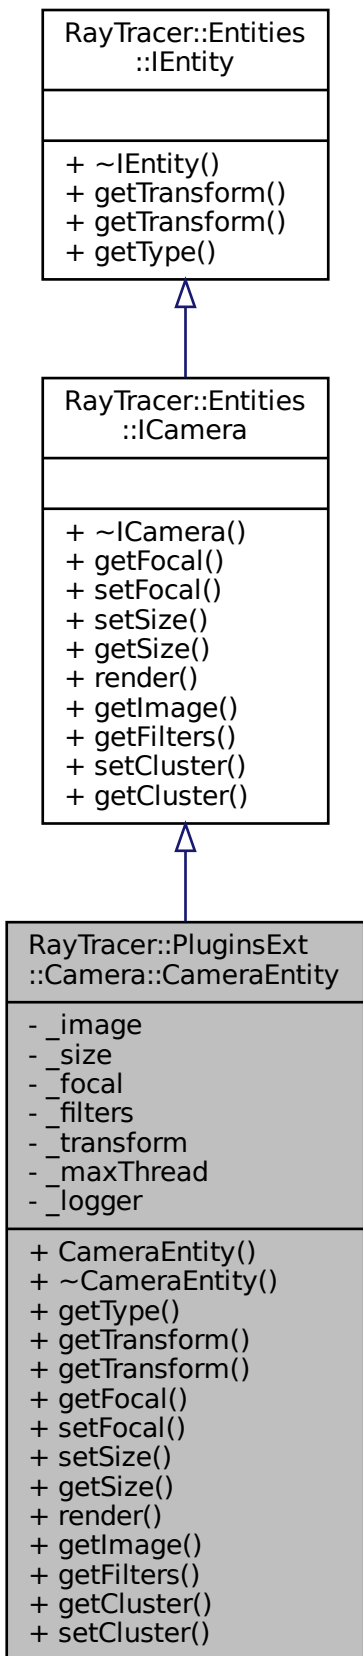 RayTracer::Entities
::IEntity
+ ~IEntity()
+ getTransform()
+ getTransform()
+ getType()
RayTracer::Entities
::ICamera
+ ~ICamera()
+ getFocal()
+ setFocal()
+ setSize()
+ getSize()
+ render()
+ getImage()
+ getFilters()
+ setCluster()
+ getCluster()
RayTracer::PluginsExt
::Camera::CameraEntity
- _image
- _size
- _focal
- _filters
- _transform
- _maxThread
- _logger
+ CameraEntity()
+ ~CameraEntity()
+ getType()
+ getTransform()
+ getTransform()
+ getFocal()
+ setFocal()
+ setSize()
+ getSize()
+ render()
+ getImage()
+ getFilters()
+ getCluster()
+ setCluster()